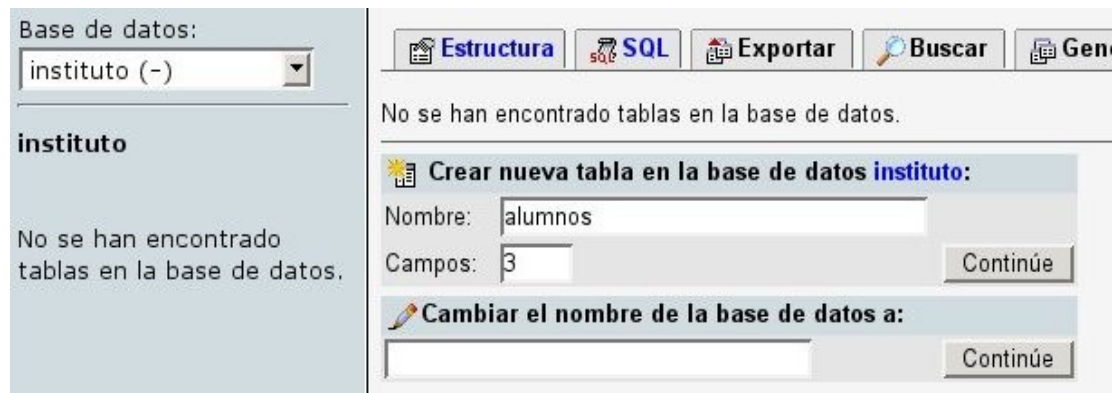 Base de datos:
instituto (-)
instituto
No se han encontrado
tablas en la base de datos.
Estructura SQL Exportar Buscar Gen
No se han encontrado tablas en la base de datos.
Crear nueva tabla en la base de datos instituto:
Nombre: alumnos
Campos: 3 Continúe
Cambiar el nombre de la base de datos a:
Continúe